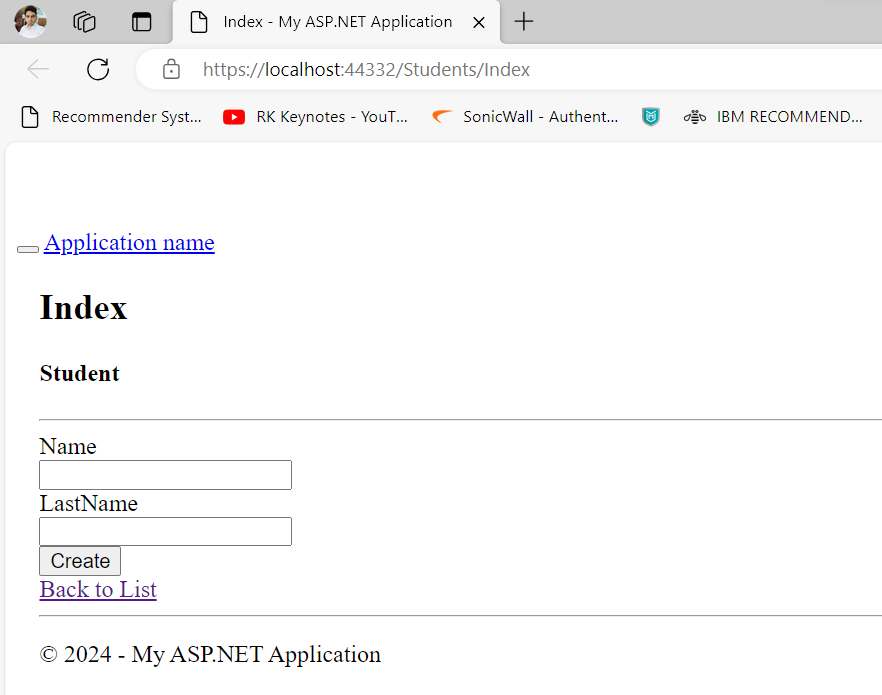 Index - My ASP.NET Application
https://localhost:44332/Students/Index
Recommender Syst... RK Keynotes - YouT... SonicWall - Authent... IBM RECOMMEND...
Application name
Index
Student
Name
LastName
Create
Back to List
© 2024 - My ASP.NET Application